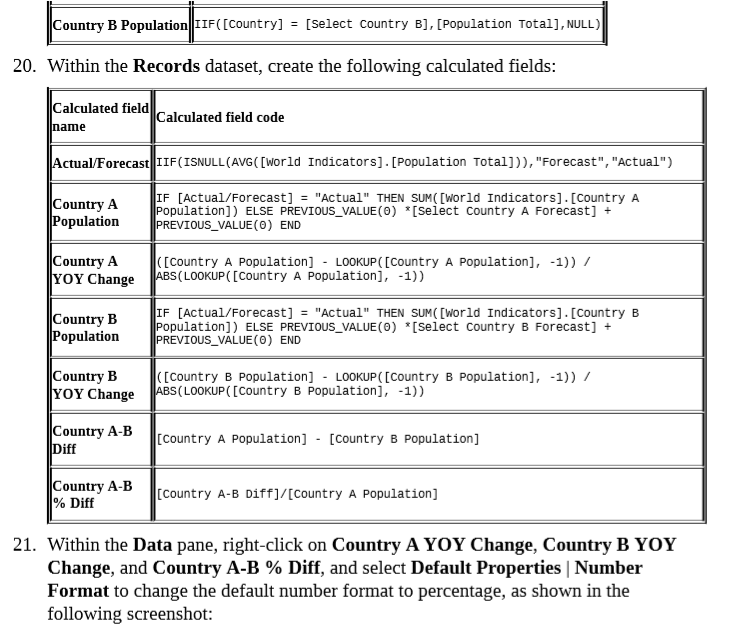 Country B Population IIF([Country] = [Select Country B],[Population Total],NULL)
20. Within the Records dataset, create the following calculated fields:
Calculated field name Calculated field code
Actual/Forecast IIF(ISNULL(AVG([World Indicators].[Population Total])),"Forecast","Actual")
Country A Population
IF [Actual/Forecast] = "Actual" THEN SUM([World Indicators].[Country A
Population]) ELSE PREVIOUS_VALUE(0) *[Select Country A Forecast] +
PREVIOUS_VALUE(0) END
Country A
YOY Change
([Country A Population] - LOOKUP([Country A Population], -1)) /
ABS(LOOKUP([Country A Population], -1))
Country B
Population
IF [Actual/Forecast] = "Actual" THEN SUM([World Indicators].[Country B
Population]) ELSE PREVIOUS_VALUE(0) *[Select Country B Forecast] +
PREVIOUS_VALUE(0) END
Country B
YOY Change
([Country B Population] - LOOKUP([Country B Population], -1)) /
ABS(LOOKUP([Country B Population], -1))
Country A-B
Diff
[Country A Population] - [Country B Population]
Country A-B
% Diff
[Country A-B Diff]/[Country A Population]
21. Within the Data pane, right-click on Country A YOY Change, Country B YOY
Change, and Country A-B % Diff, and select Default Properties | Number
Format to change the default number format to percentage, as shown in the
following screenshot: